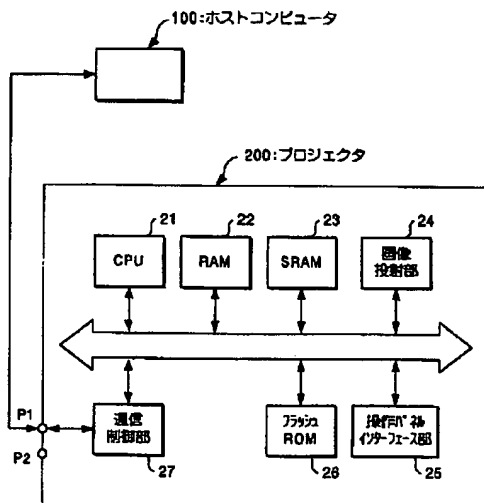 100:ホストコンピュータ
200:プロジェクタ
21
22
23
24
CPU
RAM
SRAM
画像
投射部
P1
P2
通信
制御部
フラッシュ
ROM
操作パネル
インターフェース部
27
26
25